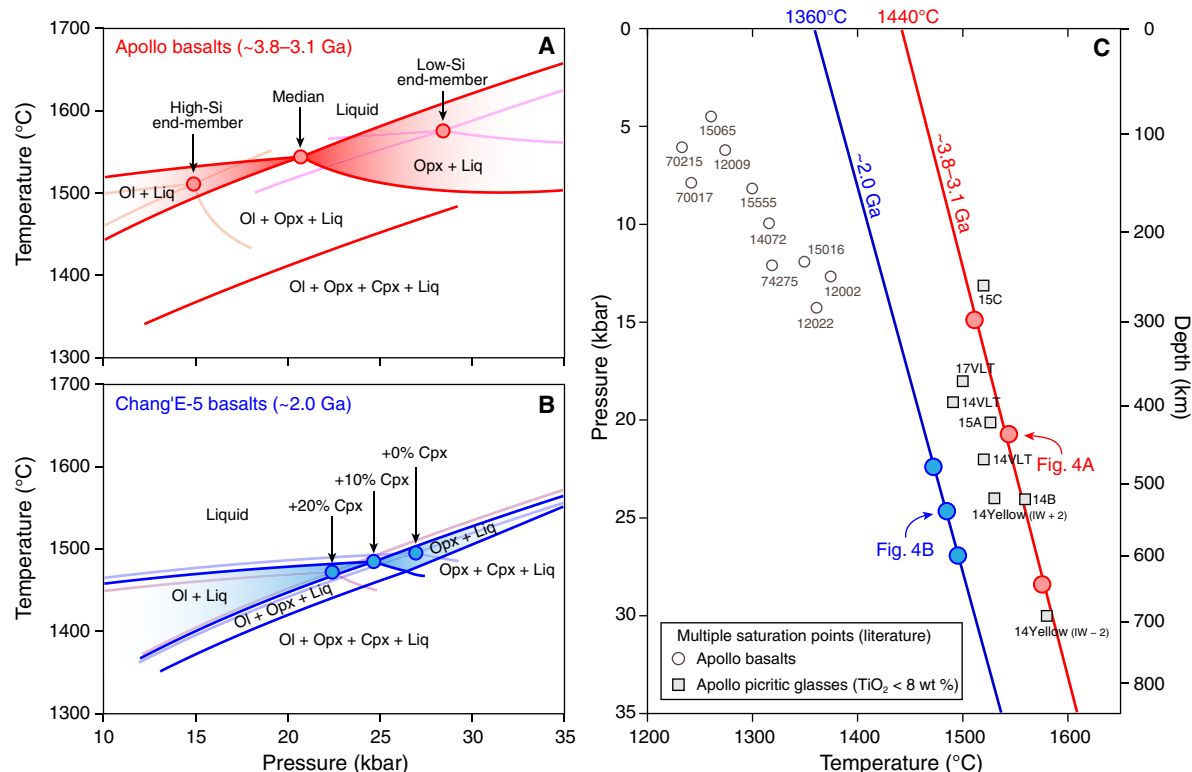 A
Apollo basalts (~3.8–3.1 Ga)
High-Si
end-member
Median
Low-Si
end-member
Liquid
Ol + Liq
Opx + Liq
Ol + Opx + Liq
Ol + Opx + Cpx + Liq
Temperature (°C)
1700
1600
1500
1400
1300
B
Chang'E-5 basalts (~2.0 Ga)
+0% Cpx
+10% Cpx
+20% Cpx
Liquid
Opx + Liq
Opx + Cpx + Liq
Ol + Liq
Ol + Opx + Liq
Ol + Opx + Cpx + Liq
Temperature (°C)
1700
1600
1500
1400
1300
10
15
20
25
30
35
Pressure (kbar)
1360°C
1440°C
C
~2.0 Ga
~3.8–3.1 Ga
15065
70215
12009
70017
15555
14072
15016
74275
12002
12022
15C
17VLT
14VLT
15A
14VLT
14B
14Yellow (IW + 2)
14Yellow (IW – 2)
Fig. 4A
Fig. 4B
Multiple saturation points (literature)
Apollo basalts
Apollo picritic glasses (TiO₂ < 8 wt %)
Pressure (kbar)
0
5
10
15
20
25
30
35
Depth (km)
0
100
200
300
400
500
600
700
800
1200
1300
1400
1500
1600
Temperature (°C)